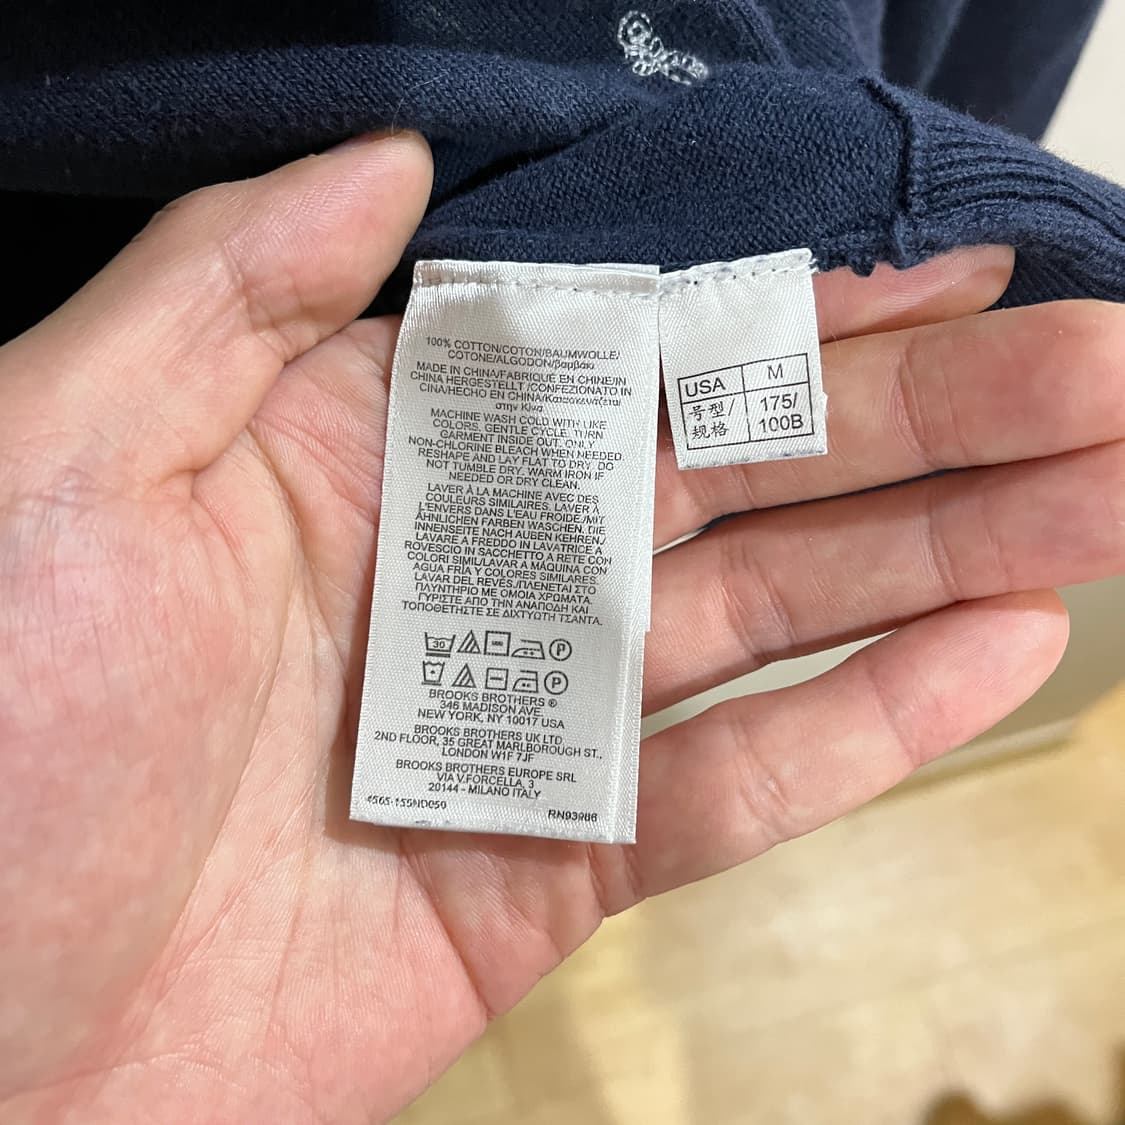 100% COTTON/COTON/BAUMWOLLE/
COTONE/ALGODON/βαμβάκι
MADE IN CHINA/FABRIQUÉ EN CHINE/IN
CHINA HERGESTELLT /CONFEZIONATO IN
CINA/HECHO EN CHINA/Κατασκευάζεται
στην Κίνα
MACHINE WASH COLD WITH LIKE
COLORS. GENTLE CYCLE. TURN
GARMENT INSIDE OUT. ONLY
NON-CHLORINE BLEACH WHEN NEEDED.
RESHAPE AND LAY FLAT TO DRY. DO
NOT TUMBLE DRY. WARM IRON IF
NEEDED OR DRY CLEAN.
LAVER À LA MACHINE AVEC DES
COULEURS SIMILAIRES. LAVER À
L'ENVERS DANS L'EAU FROIDE./MIT
ÄHNLICHEN FARBEN WASCHEN. DIE
INNENSEITE NACH AUßEN KEHREN./
LAVARE A FREDDO IN LAVATRICE A
ROVESCIO IN SACCHETTO A RETE CON
COLORI SIMILI/LAVAR A MÁQUINA CON
AGUA FRÍA Y COLORES SIMILARES.
LAVAR DEL REVÉS./ΠΛΕΝΕΤΑΙ ΣΤΟ
ΠΛΥΝΤΗΡΙΟ ΜΕ ΟΜΟΙΑ ΧΡΩΜΑΤΑ.
ΓΥΡΙΣΤΕ ΑΠΟ ΤΗΝ ΑΝΑΠΟΔΗ ΚΑΙ
ΤΟΠΟΘΕΤΗΣΤΕ ΣΕ ΔΙΧΤΥΩΤΗ ΤΣΑΝΤΑ.
30 P
P
BROOKS BROTHERS ®
346 MADISON AVE.
NEW YORK, NY 10017 USA
BROOKS BROTHERS UK LTD
2ND FLOOR, 35 GREAT MARLBOROUGH ST.,
LONDON W1F 7JF
BROOKS BROTHERS EUROPE SRL
VIA V.FORCELLA, 3
20144 - MILANO ITALY
RN93986
USA M
号型/ 175/
规格 100B